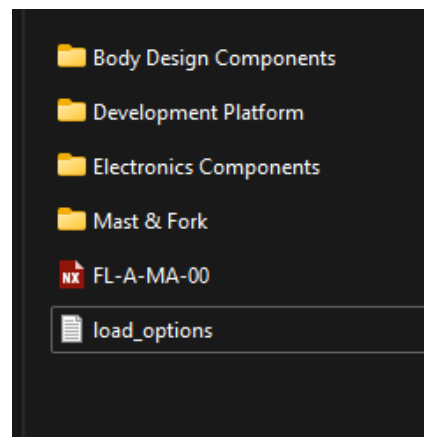 Body Design Components
Development Platform
Electronics Components
Mast & Fork
NX FL-A-MA-00
load_options